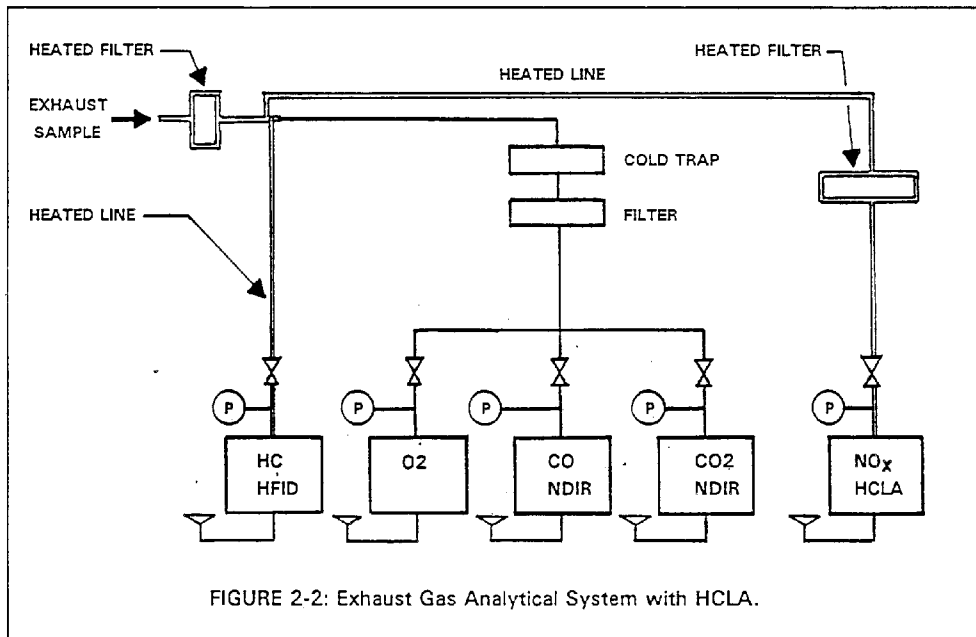 HEATED FILTER
HEATED FILTER
HEATED LINE
EXHAUST
SAMPLE
COLD TRAP
FILTER
HEATED LINE
P
P
P
P
P
HC
HFID
O2
CO
NDIR
CO2
NDIR
NOx
HCLA
FIGURE 2-2: Exhaust Gas Analytical System with HCLA.